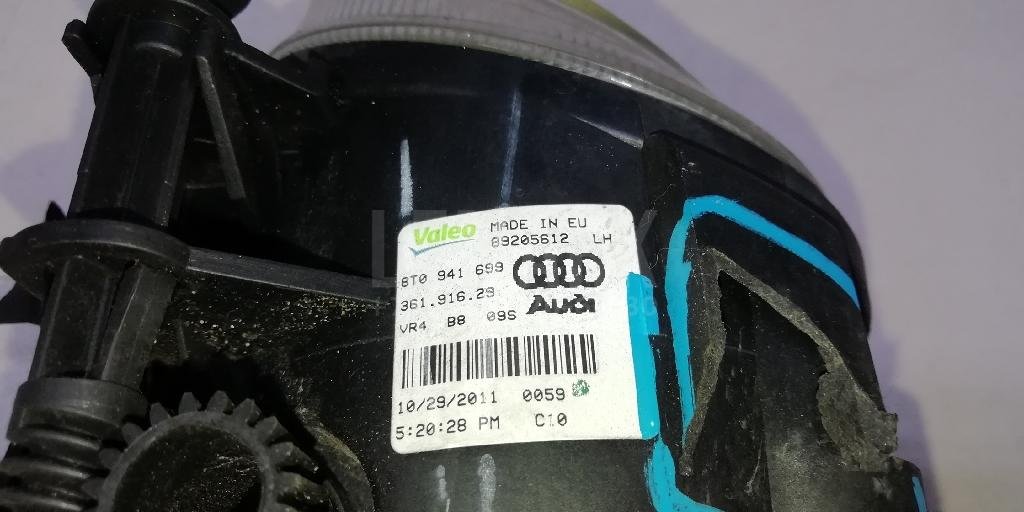 Valeo MADE IN EU
89205612 LH
8T0 941 699
361.916.29
Audi
VR4 B8 09S
10/29/2011 0059
5:20:28 PM C10